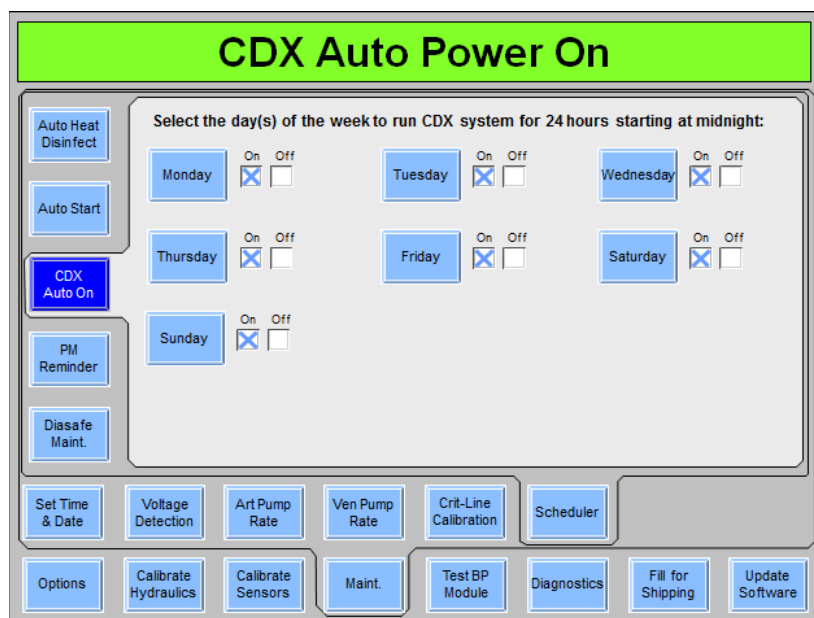 CDX Auto Power On
Select the day(s) of the week to run CDX system for 24 hours starting at midnight:
Auto Heat
Disinfect
Auto Start
CDX
Auto On
PM
Reminder
Diasafe
Maint.
On Off
Monday
On Off
Tuesday
On Off
Wednesday
On Off
Thursday
On Off
Friday
On Off
Saturday
On Off
Sunday
Set Time
& Date
Voltage
Detection
Art Pump
Rate
Ven Pump
Rate
Crit-Line
Calibration
Scheduler
Options
Calibrate
Hydraulics
Calibrate
Sensors
Maint.
Test BP
Module
Diagnostics
Fill for
Shipping
Update
Software